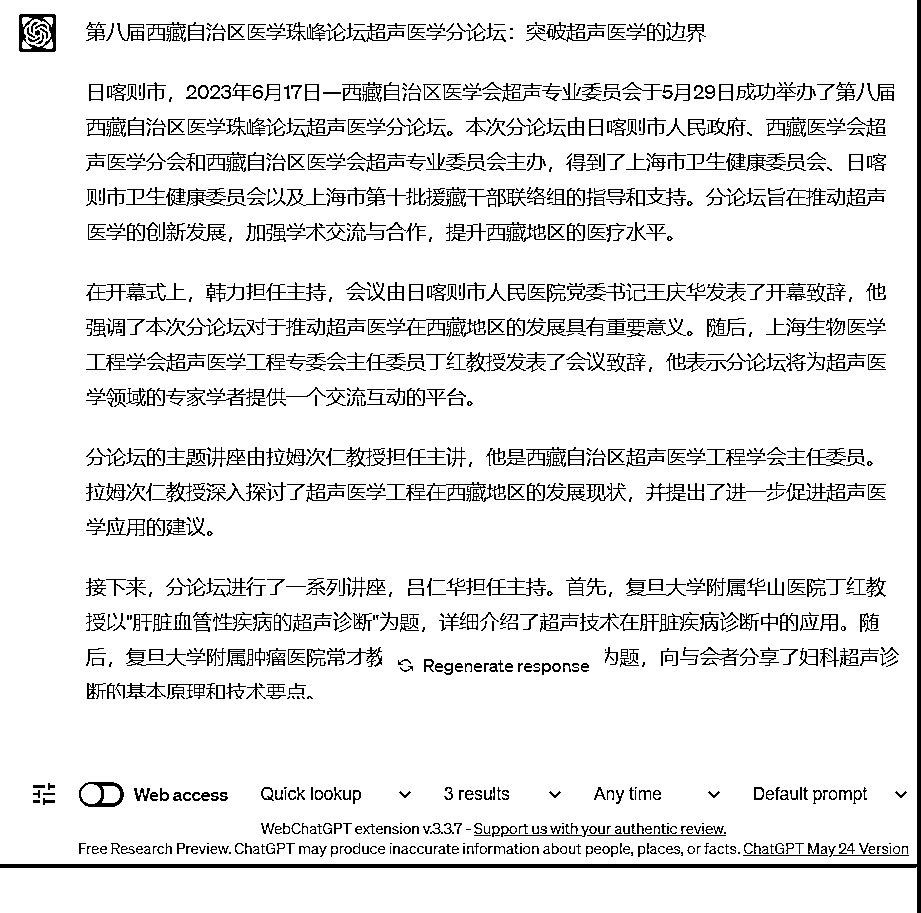 第八届西藏自治区医学珠峰论坛超声医学分论坛：突破超声医学的边界
日喀则市，2023年6月17日—西藏自治区医学会超声专业委员会于5月29日成功举办了第八届
西藏自治区医学珠峰论坛超声医学分论坛。本次分论坛由日喀则市人民政府、西藏医学会超
声医学分会和西藏自治区医学会超声专业委员会主办，得到了上海市卫生健康委员会、日喀
则市卫生健康委员会以及上海市第十批援藏干部联络组的指导和支持。分论坛旨在推动超声
医学的创新发展，加强学术交流与合作，提升西藏地区的医疗水平。
在开幕式上，韩力担任主持，会议由日喀则市人民医院党委书记王庆华发表了开幕致辞，他
强调了本次分论坛对于推动超声医学在西藏地区的发展具有重要意义。随后，上海生物医学
工程学会超声医学工程专委会主任委员丁红教授发表了会议致辞，他表示分论坛将为超声医
学领域的专家学者提供一个交流互动的平台。
分论坛的主题讲座由拉姆次仁教授担任主讲，他是西藏自治区超声医学工程学会主任委员。
拉姆次仁教授深入探讨了超声医学工程在西藏地区的发展现状，并提出了进一步促进超声医
学应用的建议。
接下来，分论坛进行了一系列讲座，吕仁华担任主持。首先，复旦大学附属华山医院丁红教
授以"肝脏血管性疾病的超声诊断"为题，详细介绍了超声技术在肝脏疾病诊断中的应用。随
后，复旦大学附属肿瘤医院常才教 Regenerate response 为题，向与会者分享了妇科超声诊
断的基本原理和技术要点。
Web access Quick lookup 3 results Any time Default prompt
WebChatGPT extension v.3.3.7 - Support us with your authentic review.
Free Research Preview. ChatGPT may produce inaccurate information about people, places, or facts. ChatGPT May 24 Version